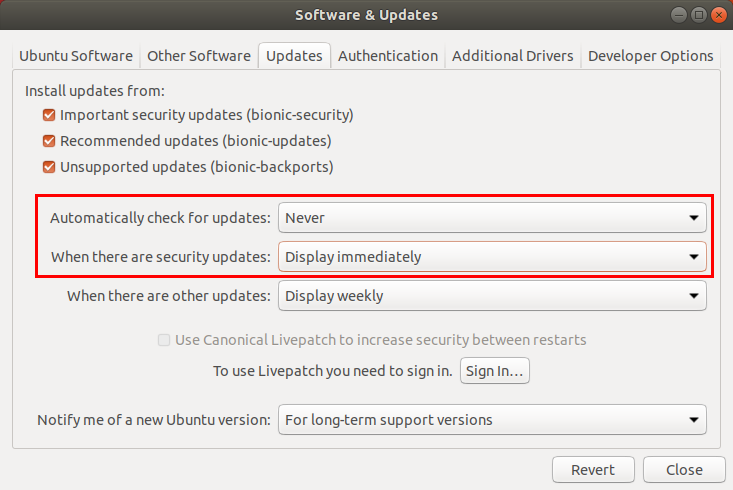 Software & Updates
Ubuntu Software Other Software Updates Authentication Additional Drivers Developer Options
Install updates from:
Important security updates (bionic-security)
Recommended updates (bionic-updates)
Unsupported updates (bionic-backports)
Automatically check for updates: Never
When there are security updates: Display immediately
When there are other updates: Display weekly
Use Canonical Livepatch to increase security between restarts
To use Livepatch you need to sign in. Sign In...
Notify me of a new Ubuntu version: For long-term support versions
Revert Close